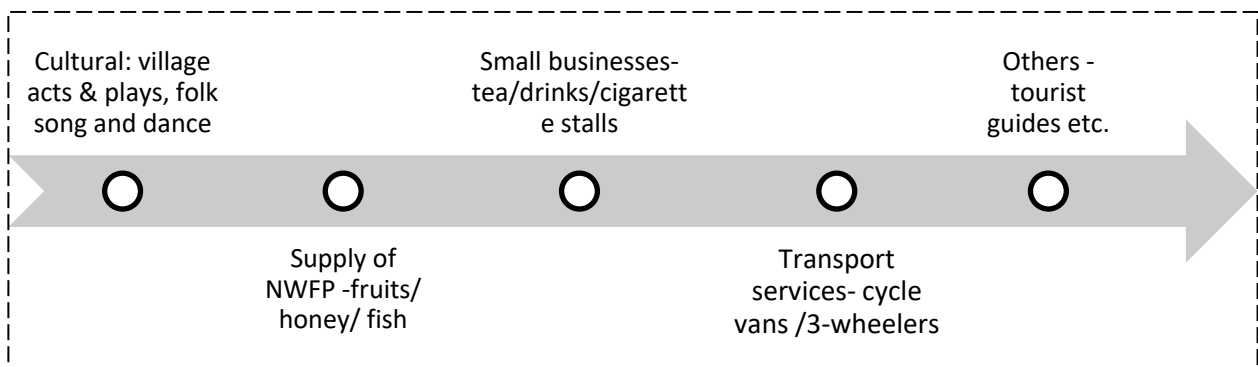 Cultural: village
acts & plays, folk
song and dance
Supply of
NWFP -fruits/
honey/ fish
Small businesses-
tea/drinks/cigarett
e stalls
Transport
services- cycle
vans /3-wheelers
Others -
tourist
guides etc.